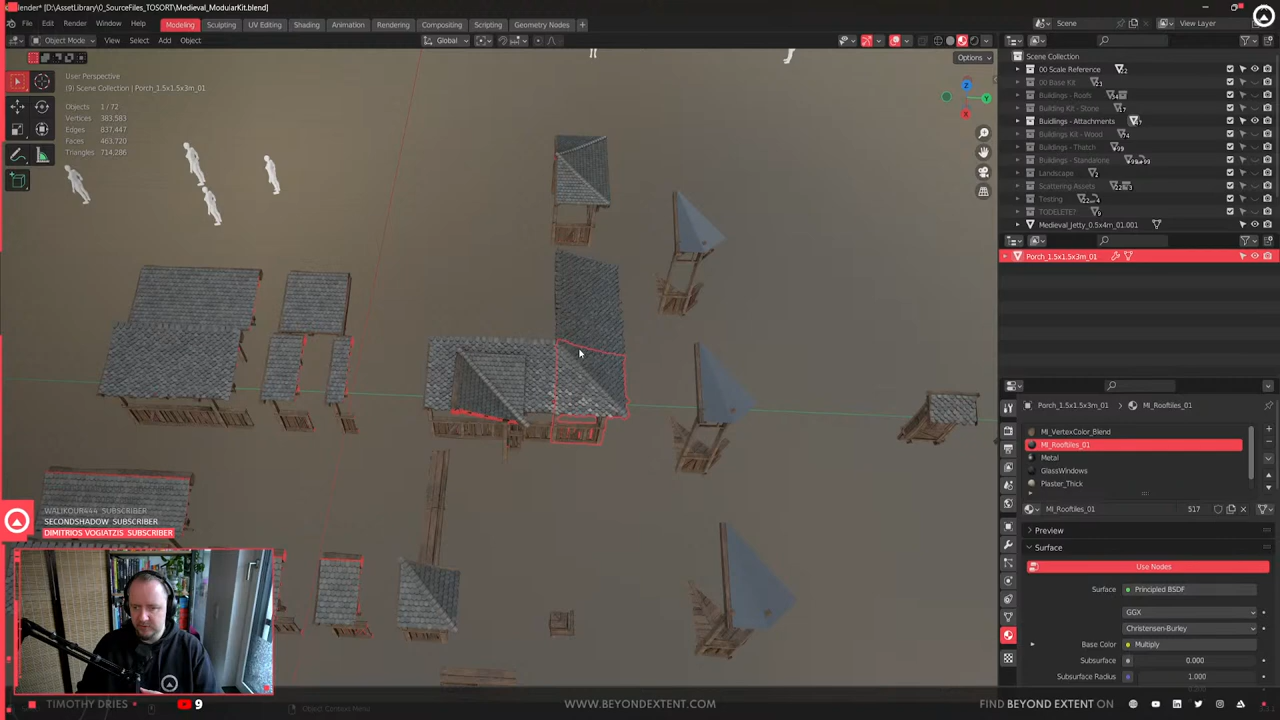 Blender* [D:\AssetLibrary\0_SourceFiles_TOSORT\Medieval_ModularKit.blend]
File Edit Render Window Help Modeling Sculpting UV Editing Shading Animation Rendering Compositing Scripting Geometry Nodes + Scene View Layer
Object Mode View Select Add Object Global
Options
User Perspective
(9) Scene Collection | Porch_1.5x1.5x3m_01
Objects 1 / 72
Vertices 383,583
Edges 837,447
Faces 463,720
Triangles 714,286
Z
Y
X
Scene Collection
00 Scale Reference
00 Base Kit
Buildings - Roofs
Building Kit - Stone
Buildings - Attachments
Buildings Kit - Wood
Buildings - Thatch
Buildings - Standalone
Landscape
Scattering Assets
Testing
TODELETE?
Medieval_Jetty_0.5x4m_01.001
Porch_1.5x1.5x3m_01
Porch_1.5x1.5x3m_01 > MI_Rooftiles_01
MI_VertexColor_Blend
MI_Rooftiles_01
Metal
GlassWindows
Plaster_Thick
MI_Rooftiles_01 517
Preview
Surface
Use Nodes
Surface Principled BSDF
GGX
Christensen-Burley
Base Color Multiply
Subsurface 0.000
Subsurface Radius 1.000
WALIKOUR444 SUBSCRIBER
SECONDSHADOW SUBSCRIBER
DIMITRIOS VOGIATZIS SUBSCRIBER
Object Context Menu
TIMOTHY DRIES 9 WWW.BEYONDEXTENT.COM FIND BEYOND EXTENT ON